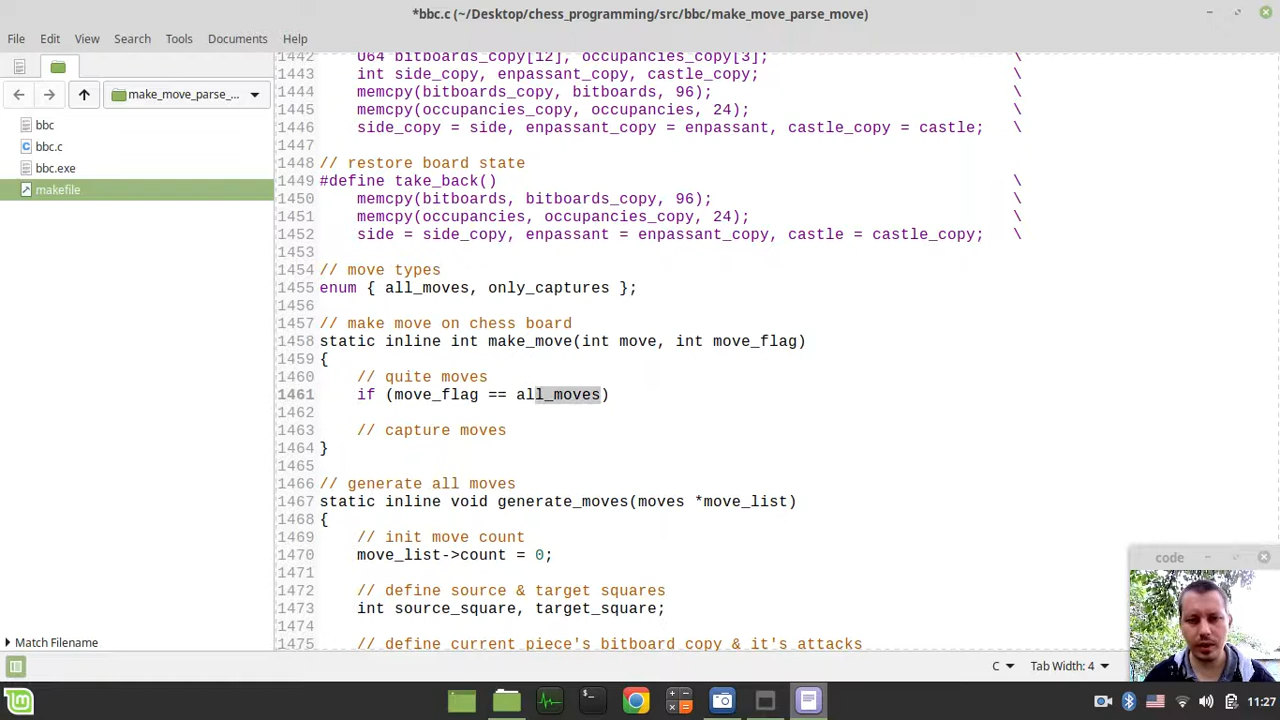 *bbc.c (~/Desktop/chess_programming/src/bbc/make_move_parse_move)
File Edit View Search Tools Documents Help
make_move_parse_...
bbc
bbc.c
bbc.exe
makefile
Match Filename
1442 U64 bitboards_copy[12], occupancies_copy[3]; \
1443 int side_copy, enpassant_copy, castle_copy; \
1444 memcpy(bitboards_copy, bitboards, 96); \
1445 memcpy(occupancies_copy, occupancies, 24); \
1446 side_copy = side, enpassant_copy = enpassant, castle_copy = castle; \
1447
1448 // restore board state
1449 #define take_back() \
1450 memcpy(bitboards, bitboards_copy, 96); \
1451 memcpy(occupancies, occupancies_copy, 24); \
1452 side = side_copy, enpassant = enpassant_copy, castle = castle_copy; \
1453
1454 // move types
1455 enum { all_moves, only_captures };
1456
1457 // make move on chess board
1458 static inline int make_move(int move, int move_flag)
1459 {
1460 // quite moves
1461 if (move_flag == all_moves)
1462
1463 // capture moves
1464 }
1465
1466 // generate all moves
1467 static inline void generate_moves(moves *move_list)
1468 {
1469 // init move count
1470 move_list->count = 0;
1471
1472 // define source & target squares
1473 int source_square, target_square;
1474
1475 // define current piece's bitboard copy & it's attacks
code
C Tab Width: 4
11:27